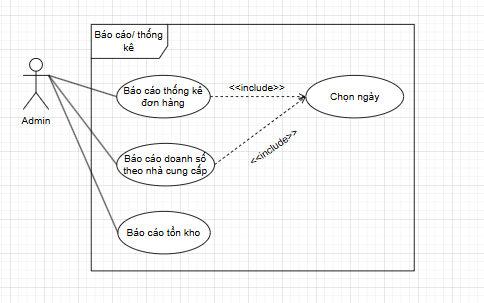 Báo cáo/ thống
kê
Báo cáo thống kê
đơn hàng
<<include>>
Chọn ngày
Admin
<<include>>
Báo cáo doanh số
theo nhà cung cấp
Báo cáo tồn kho